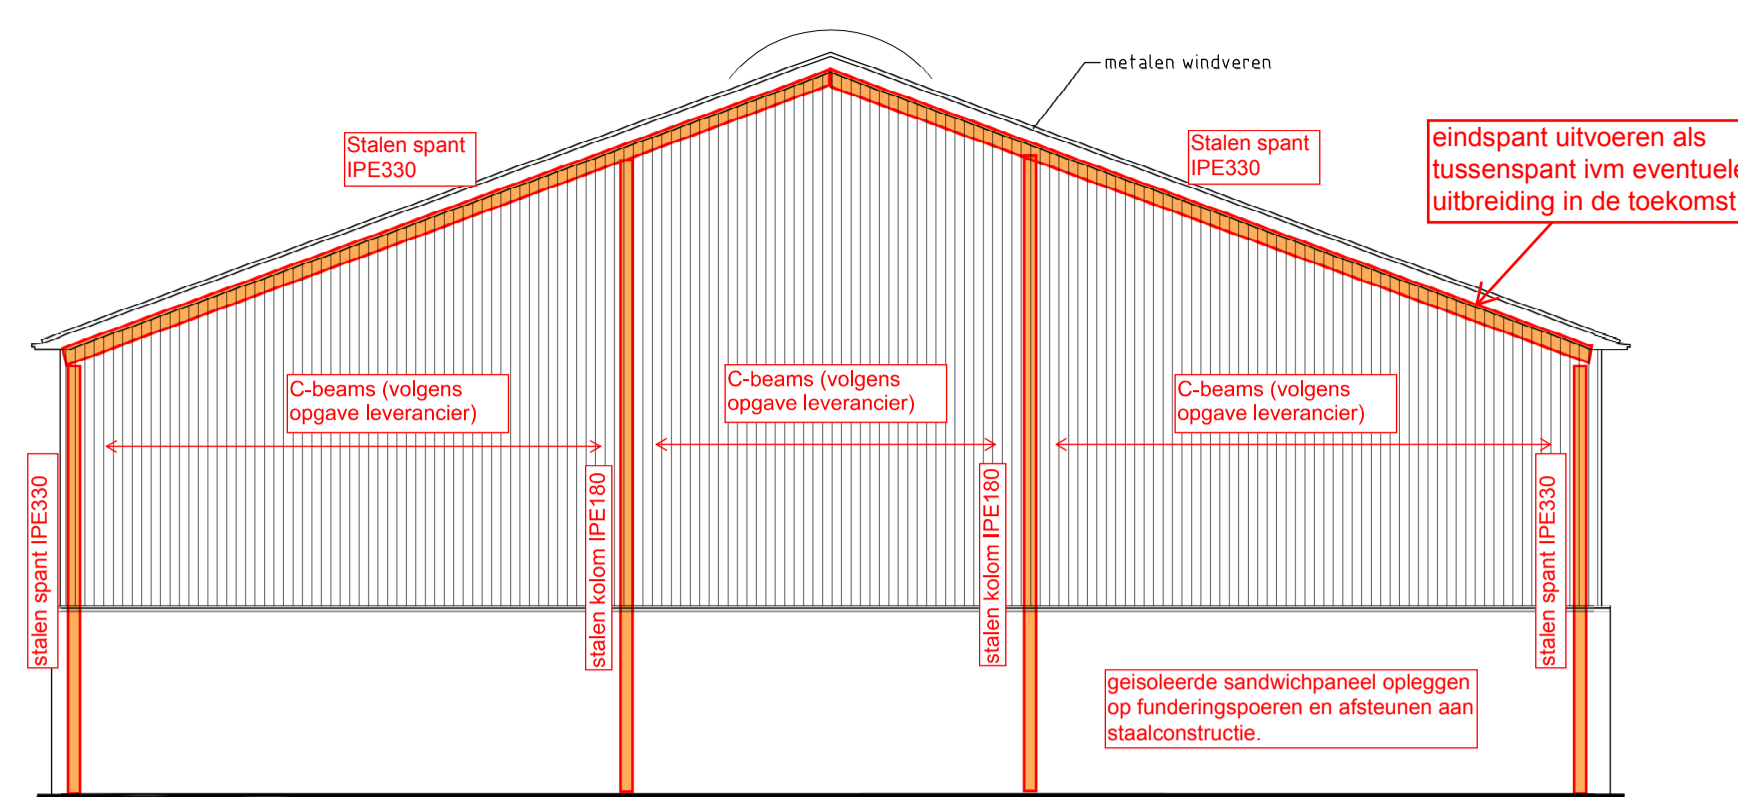 metalen windveren
Stalen spant
IPE330
Stalen spant
IPE330
eindspant uitvoeren als
tussenspant ivm eventuele
uitbreiding in de toekomst
C-beams (volgens
opgave leverancier)
C-beams (volgens
opgave leverancier)
C-beams (volgens
opgave leverancier)
stalen spant IPE330
stalen kolom IPE180
stalen kolom IPE180
stalen spant IPE330
geisoleerde sandwichpaneel opleggen
op funderingspoeren en afsteunen aan
staalconstructie.